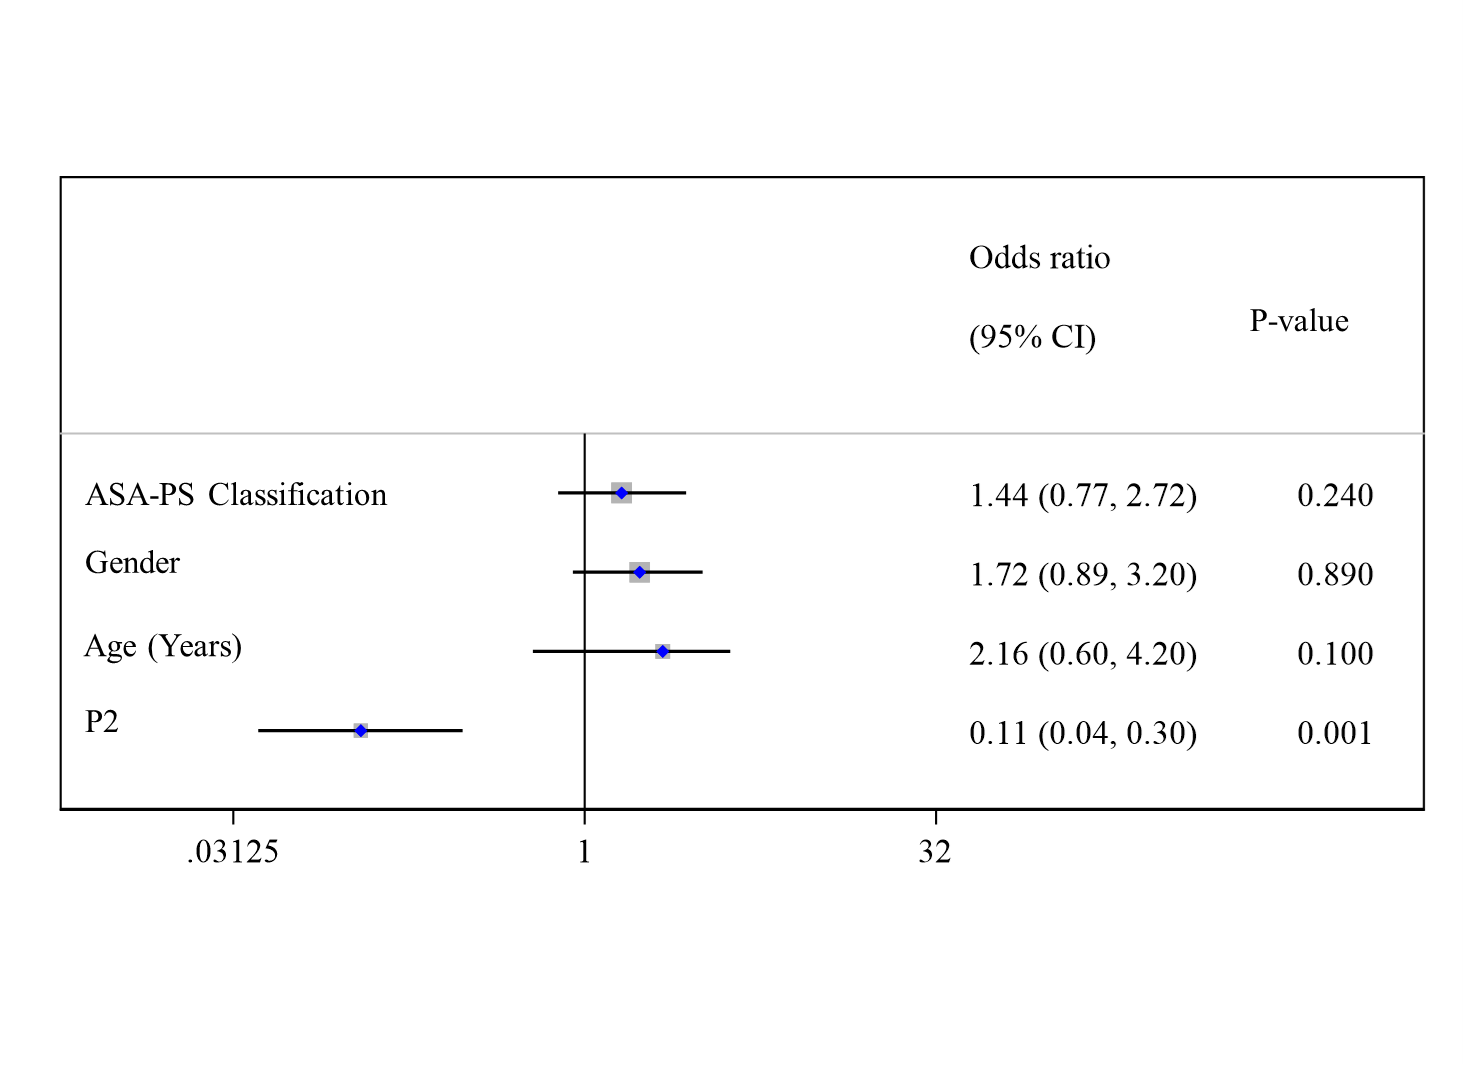 Odds ratio
(95% CI)
P-value
ASA-PS Classification 1.44 (0.77, 2.72) 0.240
Gender 1.72 (0.89, 3.20) 0.890
Age (Years) 2.16 (0.60, 4.20) 0.100
P2 0.11 (0.04, 0.30) 0.001
.03125 1 32